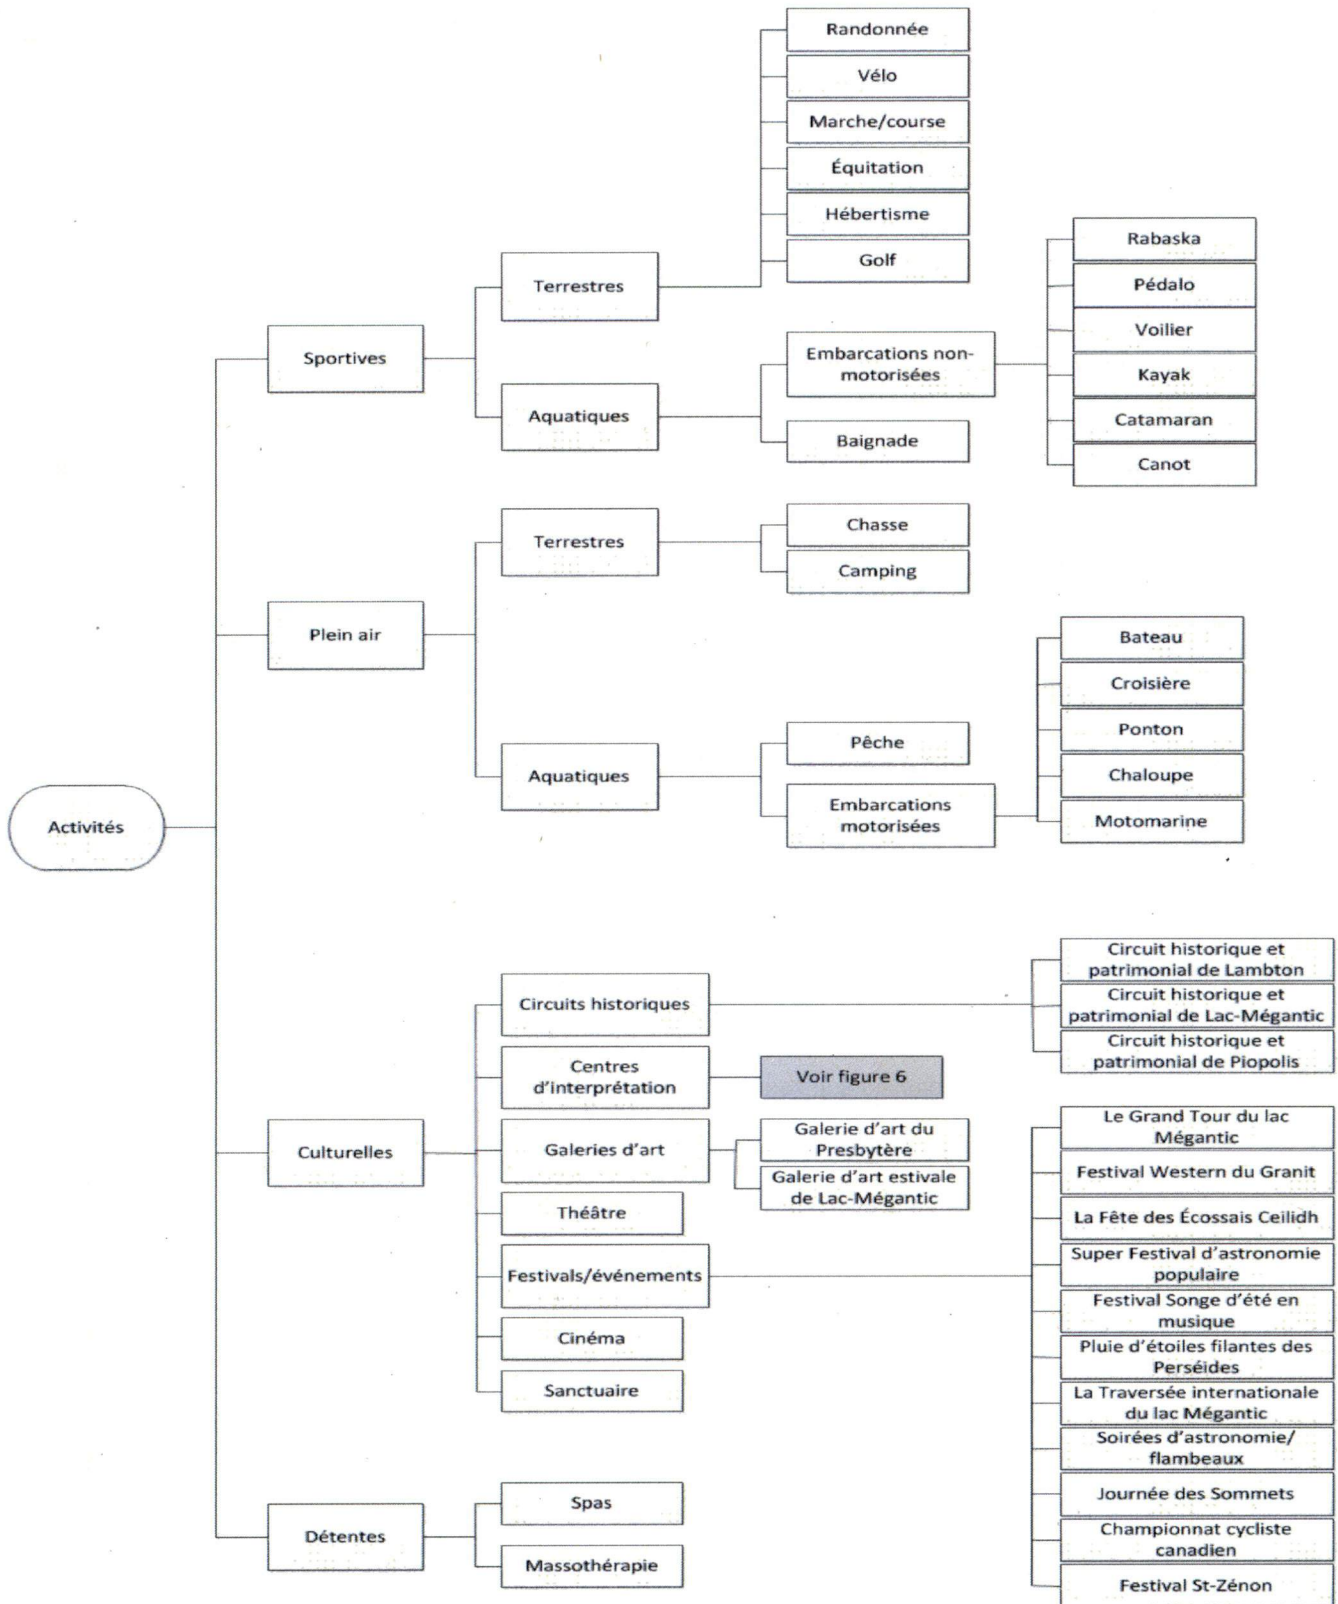 Activités
Sportives
Terrestres
Randonnée
Vélo
Marche/course
Équitation
Hébertisme
Golf
Aquatiques
Embarcations non-
motorisées
Rabaska
Pédalo
Voilier
Kayak
Catamaran
Canot
Baignade
Plein air
Terrestres
Chasse
Camping
Aquatiques
Pêche
Embarcations
motorisées
Bateau
Croisière
Ponton
Chaloupe
Motomarine
Culturelles
Circuits historiques
Circuit historique et
patrimonial de Lambton
Circuit historique et
patrimonial de Lac-Mégantic
Circuit historique et
patrimonial de Piopolis
Centres
d'interprétation
Voir figure 6
Galeries d'art
Galerie d'art du
Presbytère
Galerie d'art estivale
de Lac-Mégantic
Théâtre
Festivals/événements
Le Grand Tour du lac
Mégantic
Festival Western du Granit
La Fête des Écossais Ceilidh
Super Festival d'astronomie
populaire
Festival Songe d'été en
musique
Pluie d'étoiles filantes des
Perséides
La Traversée internationale
du lac Mégantic
Soirées d'astronomie/
flambeaux
Journée des Sommets
Championnat cycliste
canadien
Festival St-Zénon
Cinéma
Sanctuaire
Détentes
Spas
Massothérapie